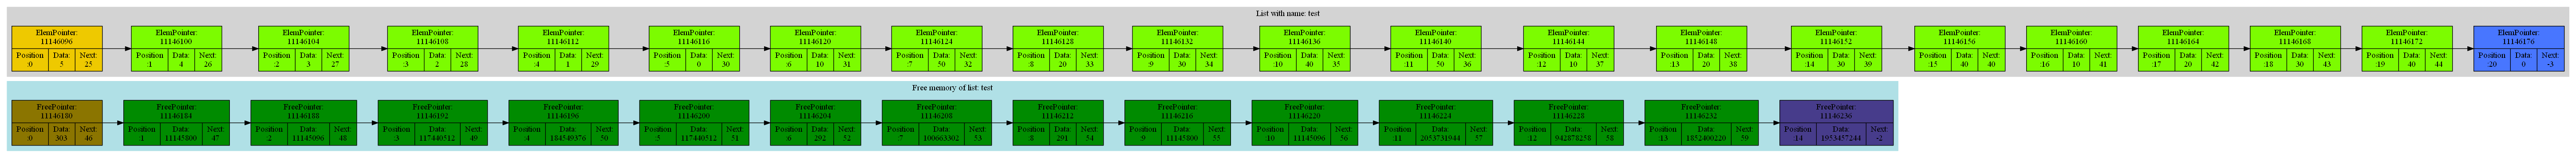 List with name: test
ElemPointer:
11146096
Position :0 Data: 5 Next: 25
ElemPointer:
11146100
Position :1 Data: 4 Next: 26
ElemPointer:
11146104
Position :2 Data: 3 Next: 27
ElemPointer:
11146108
Position :3 Data: 2 Next: 28
ElemPointer:
11146112
Position :4 Data: 1 Next: 29
ElemPointer:
11146116
Position :5 Data: 0 Next: 30
ElemPointer:
11146120
Position :6 Data: 10 Next: 31
ElemPointer:
11146124
Position :7 Data: 50 Next: 32
ElemPointer:
11146128
Position :8 Data: 20 Next: 33
ElemPointer:
11146132
Position :9 Data: 30 Next: 34
ElemPointer:
11146136
Position :10 Data: 40 Next: 35
ElemPointer:
11146140
Position :11 Data: 50 Next: 36
ElemPointer:
11146144
Position :12 Data: 10 Next: 37
ElemPointer:
11146148
Position :13 Data: 20 Next: 38
ElemPointer:
11146152
Position :14 Data: 30 Next: 39
ElemPointer:
11146156
Position :15 Data: 40 Next: 40
ElemPointer:
11146160
Position :16 Data: 10 Next: 41
ElemPointer:
11146164
Position :17 Data: 20 Next: 42
ElemPointer:
11146168
Position :18 Data: 30 Next: 43
ElemPointer:
11146172
Position :19 Data: 40 Next: 44
ElemPointer:
11146176
Position :20 Data: 0 Next: -3
Free memory of list: test
FreePointer:
11146180
Position :0 Data: 303 Next: 46
FreePointer:
11146184
Position :1 Data: 11145800 Next: 47
FreePointer:
11146188
Position :2 Data: 11145096 Next: 48
FreePointer:
11146192
Position :3 Data: 117440512 Next: 49
FreePointer:
11146196
Position :4 Data: 184549376 Next: 50
FreePointer:
11146200
Position :5 Data: 117440512 Next: 51
FreePointer:
11146204
Position :6 Data: 292 Next: 52
FreePointer:
11146208
Position :7 Data: 100663302 Next: 53
FreePointer:
11146212
Position :8 Data: 291 Next: 54
FreePointer:
11146216
Position :9 Data: 11145800 Next: 55
FreePointer:
11146220
Position :10 Data: 11145096 Next: 56
FreePointer:
11146224
Position :11 Data: 2053731944 Next: 57
FreePointer:
11146228
Position :12 Data: 942878258 Next: 58
FreePointer:
11146232
Position :13 Data: 1852400220 Next: 59
FreePointer:
11146236
Position :14 Data: 1953457244 Next: -2